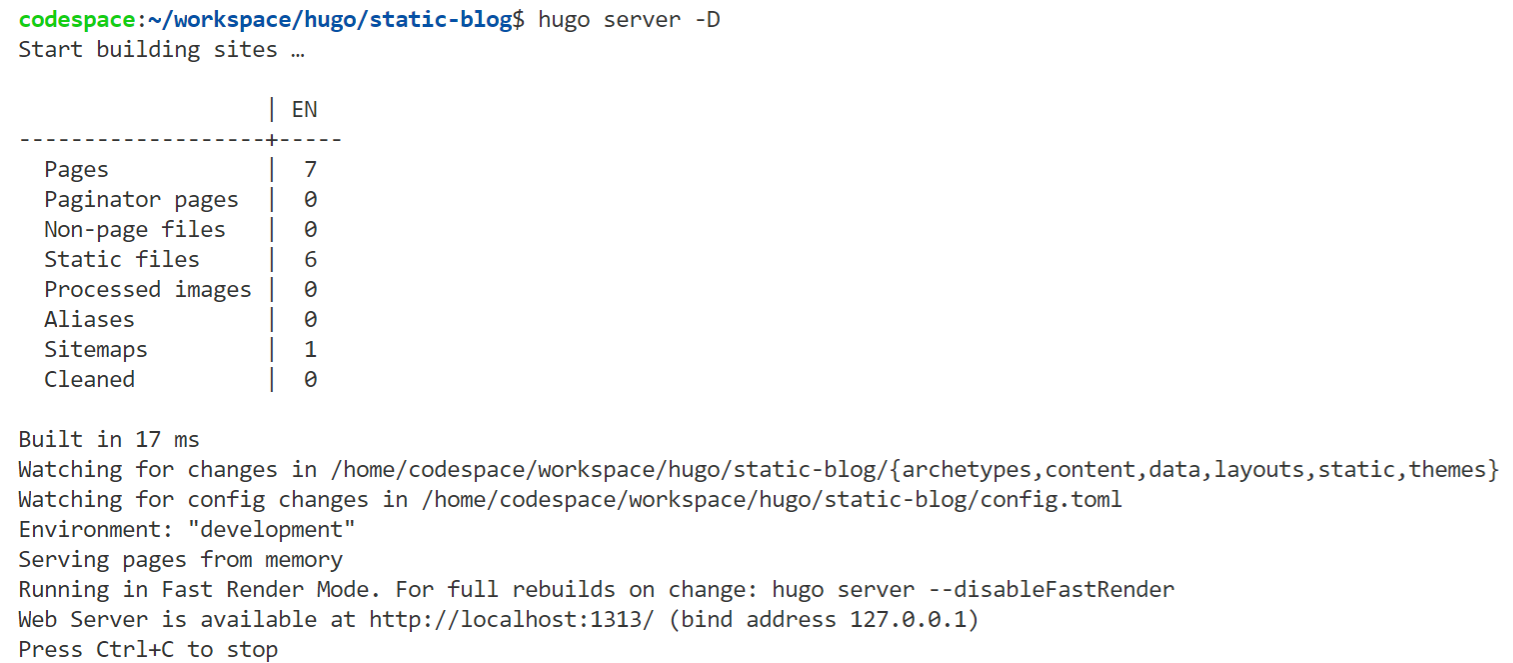 codespace:~/workspace/hugo/static-blog$ hugo server -D
Start building sites …
                   | EN
-------------------+-----
  Pages            |  7
  Paginator pages  |  0
  Non-page files   |  0
  Static files     |  6
  Processed images |  0
  Aliases          |  0
  Sitemaps         |  1
  Cleaned          |  0
Built in 17 ms
Watching for changes in /home/codespace/workspace/hugo/static-blog/{archetypes,content,data,layouts,static,themes}
Watching for config changes in /home/codespace/workspace/hugo/static-blog/config.toml
Environment: "development"
Serving pages from memory
Running in Fast Render Mode. For full rebuilds on change: hugo server --disableFastRender
Web Server is available at http://localhost:1313/ (bind address 127.0.0.1)
Press Ctrl+C to stop